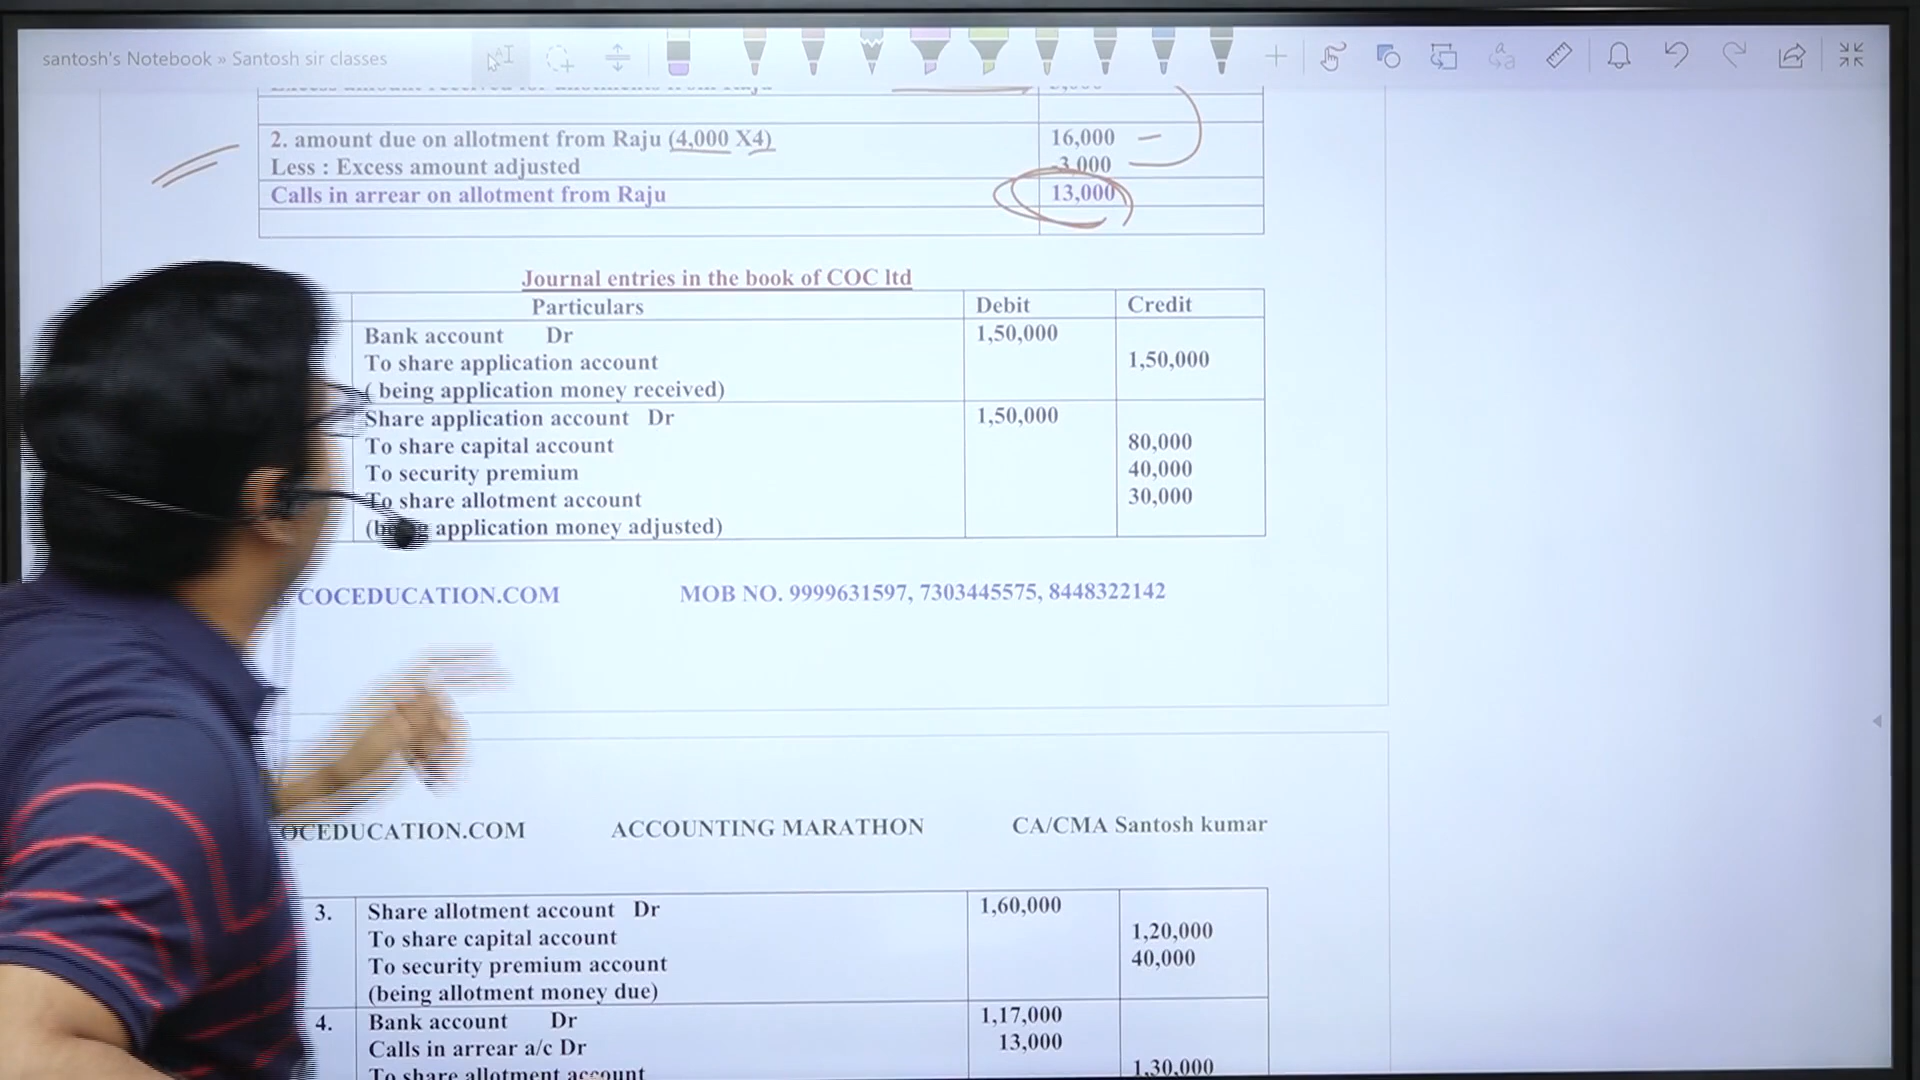 santosh's Notebook » Santosh sir classes
2. amount due on allotment from Raju (4,000 X4) 16,000
Less : Excess amount adjusted 3,000
Calls in arrear on allotment from Raju 13,000
Journal entries in the book of COC ltd
Particulars Debit Credit
Bank account Dr 1,50,000
To share application account 1,50,000
( being application money received)
Share application account Dr 1,50,000
To share capital account 80,000
To security premium 40,000
To share allotment account 30,000
application money adjusted)
COCEDUCATION.COM MOB NO. 9999631597, 7303445575, 8448322142
OCEDUCATION.COM ACCOUNTING MARATHON CA/CMA Santosh kumar
3. Share allotment account Dr 1,60,000
To share capital account 1,20,000
To security premium account 40,000
(being allotment money due)
4. Bank account Dr 1,17,000
Calls in arrear a/c Dr 13,000
To share allotment account 1,30,000